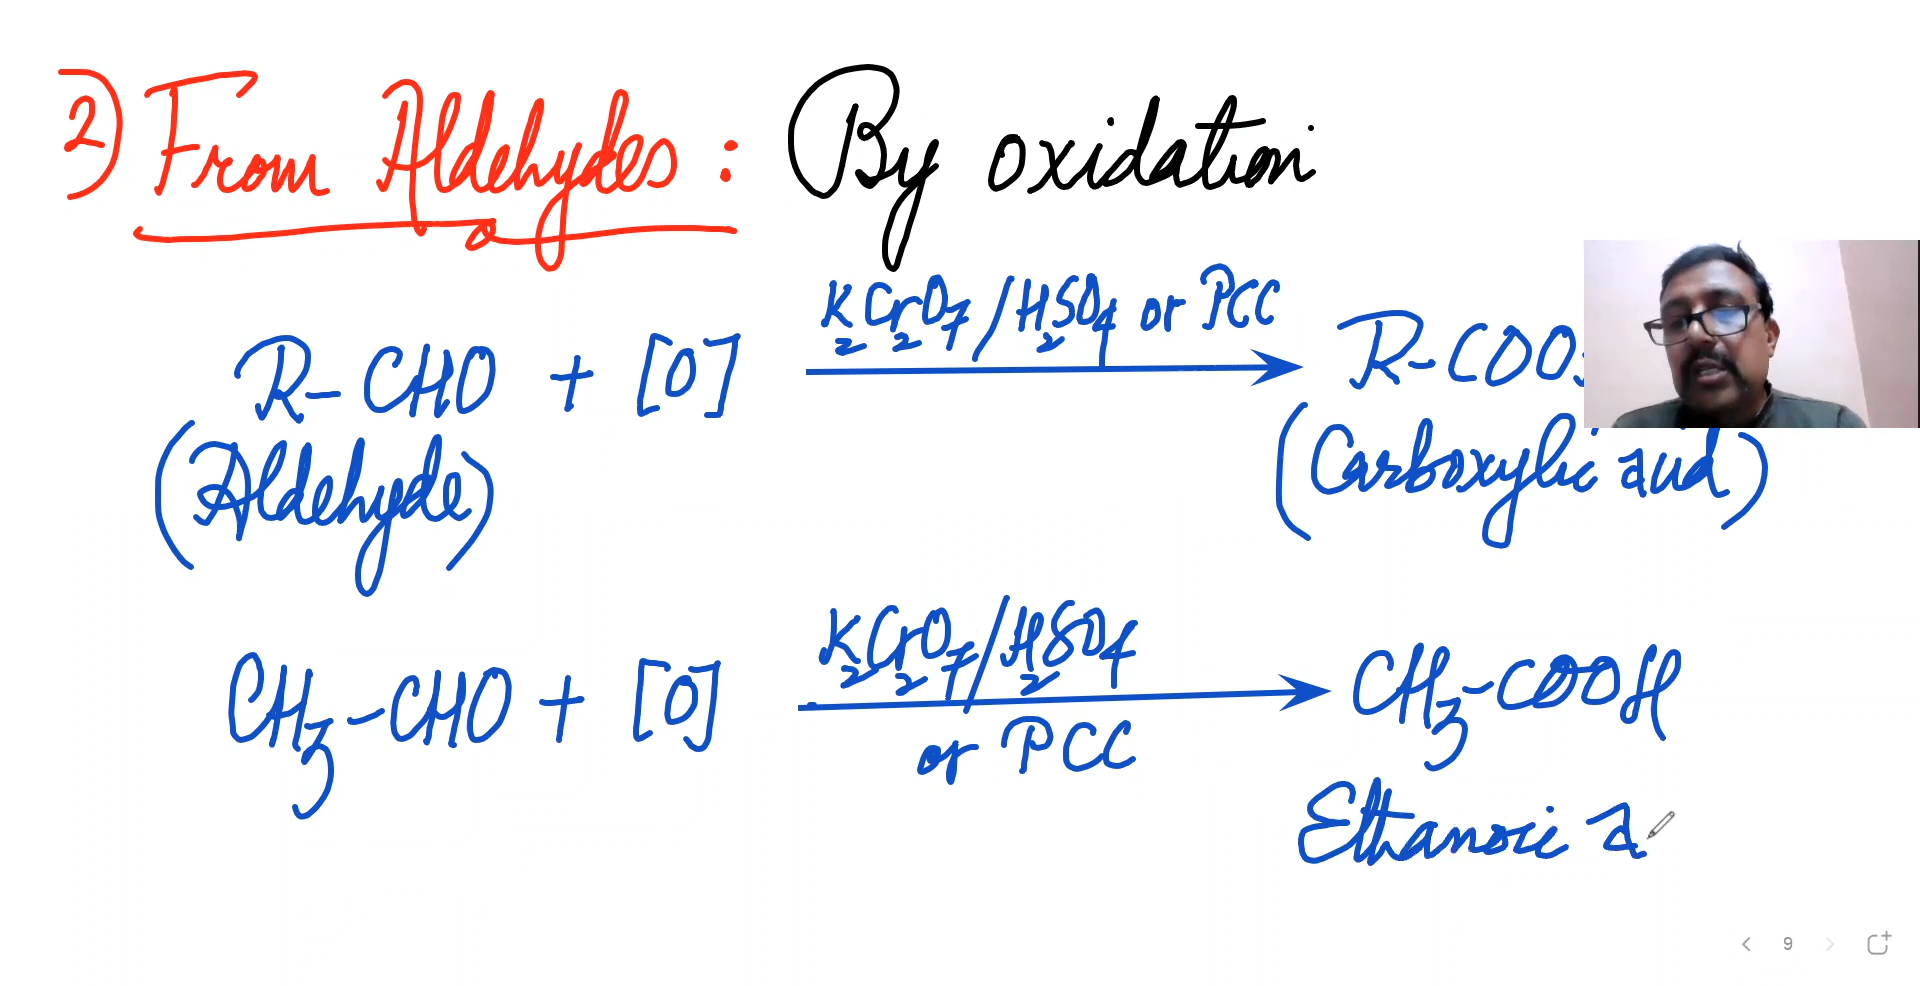 2) From Aldehydes : By oxidation
K₂Cr₂O₇/H₂SO₄ or PCC
R-CHO + [O] → R-COO
(Aldehyde) (Carboxylic acid)
K₂Cr₂O₇/H₂SO₄
CH₃-CHO + [O] → CH₃-COOH
or PCC
Ethanoic a
9